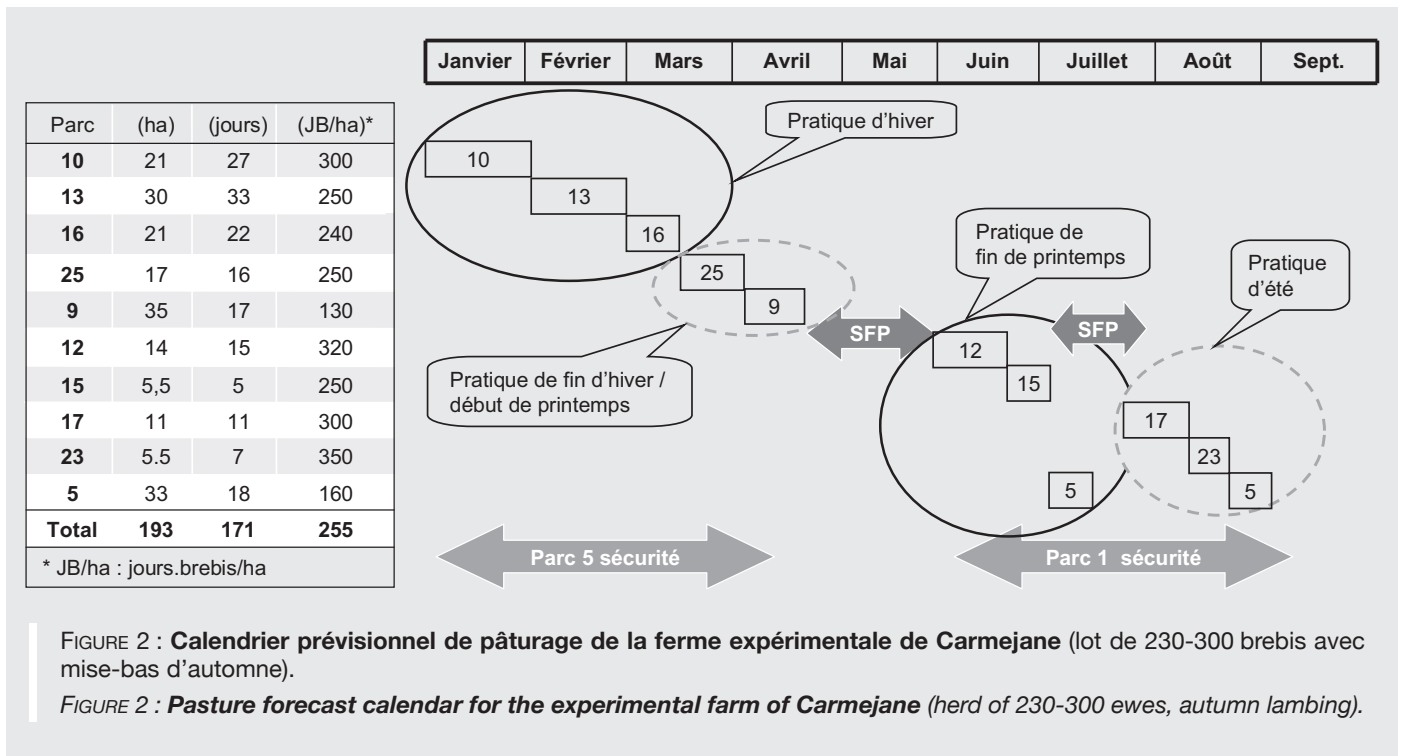 Janvier Février Mars Avril Mai Juin Juillet Août Sept.
Parc (ha) (jours) (JB/ha)*
10 21 27 300
13 30 33 250
16 21 22 240
25 17 16 250
9 35 17 130
12 14 15 320
15 5,5 5 250
17 11 11 300
23 5.5 7 350
5 33 18 160
Total 193 171 255
* JB/ha : jours.brebis/ha
Pratique d'hiver
10
13
16
25
9
Pratique de fin d'hiver /
début de printemps
SFP
Pratique de
fin de printemps
12
15
5
SFP
Pratique
d'été
17
23
5
Parc 5 sécurité
Parc 1 sécurité
FIGURE 2 : Calendrier prévisionnel de pâturage de la ferme expérimentale de Carmejane (lot de 230-300 brebis avec
mise-bas d'automne).
FIGURE 2 : Pasture forecast calendar for the experimental farm of Carmejane (herd of 230-300 ewes, autumn lambing).